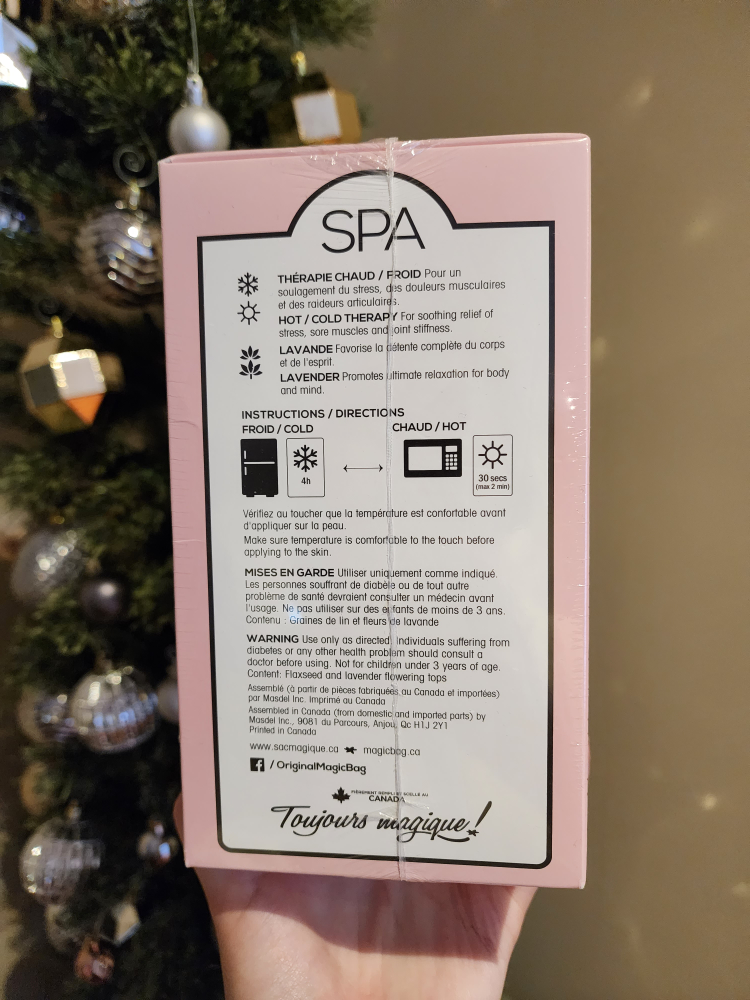 SPA
THÉRAPIE CHAUD / FROID Pour un
soulagement du stress, des douleurs musculaires
et des raideurs articulaires.
HOT / COLD THERAPY For soothing relief of
stress, sore muscles and joint stiffness.
LAVANDE Favorise la détente complète du corps
et de l'esprit.
LAVENDER Promotes ultimate relaxation for body
and mind.
INSTRUCTIONS / DIRECTIONS
FROID / COLD
CHAUD / HOT
4h
30 secs
(max 2 min)
Vérifiez au toucher que la température est confortable avant
d'appliquer sur la peau.
Make sure temperature is comfortable to the touch before
applying to the skin.
MISES EN GARDE Utiliser uniquement comme indiqué.
Les personnes souffrant de diabète ou de tout autre
problème de santé devraient consulter un médecin avant
l'usage. Ne pas utiliser sur des enfants de moins de 3 ans.
Contenu : Graines de lin et fleurs de lavande
WARNING Use only as directed. Individuals suffering from
diabetes or any other health problem should consult a
doctor before using. Not for children under 3 years of age.
Content: Flaxseed and lavender flowering tops
Assemblé (à partir de pièces fabriquées au Canada et importées)
par Masdel Inc. Imprimé au Canada
Assembled in Canada (from domestic and imported parts) by
Masdel Inc., 9081 du Parcours, Anjou, Qc H1J 2Y1
Printed in Canada
www.sacmagique.ca magicbag.ca
/OriginalMagicBag
FIÈREMENT REMPLI ET SCELLÉ AU
CANADA
Toujours magique!